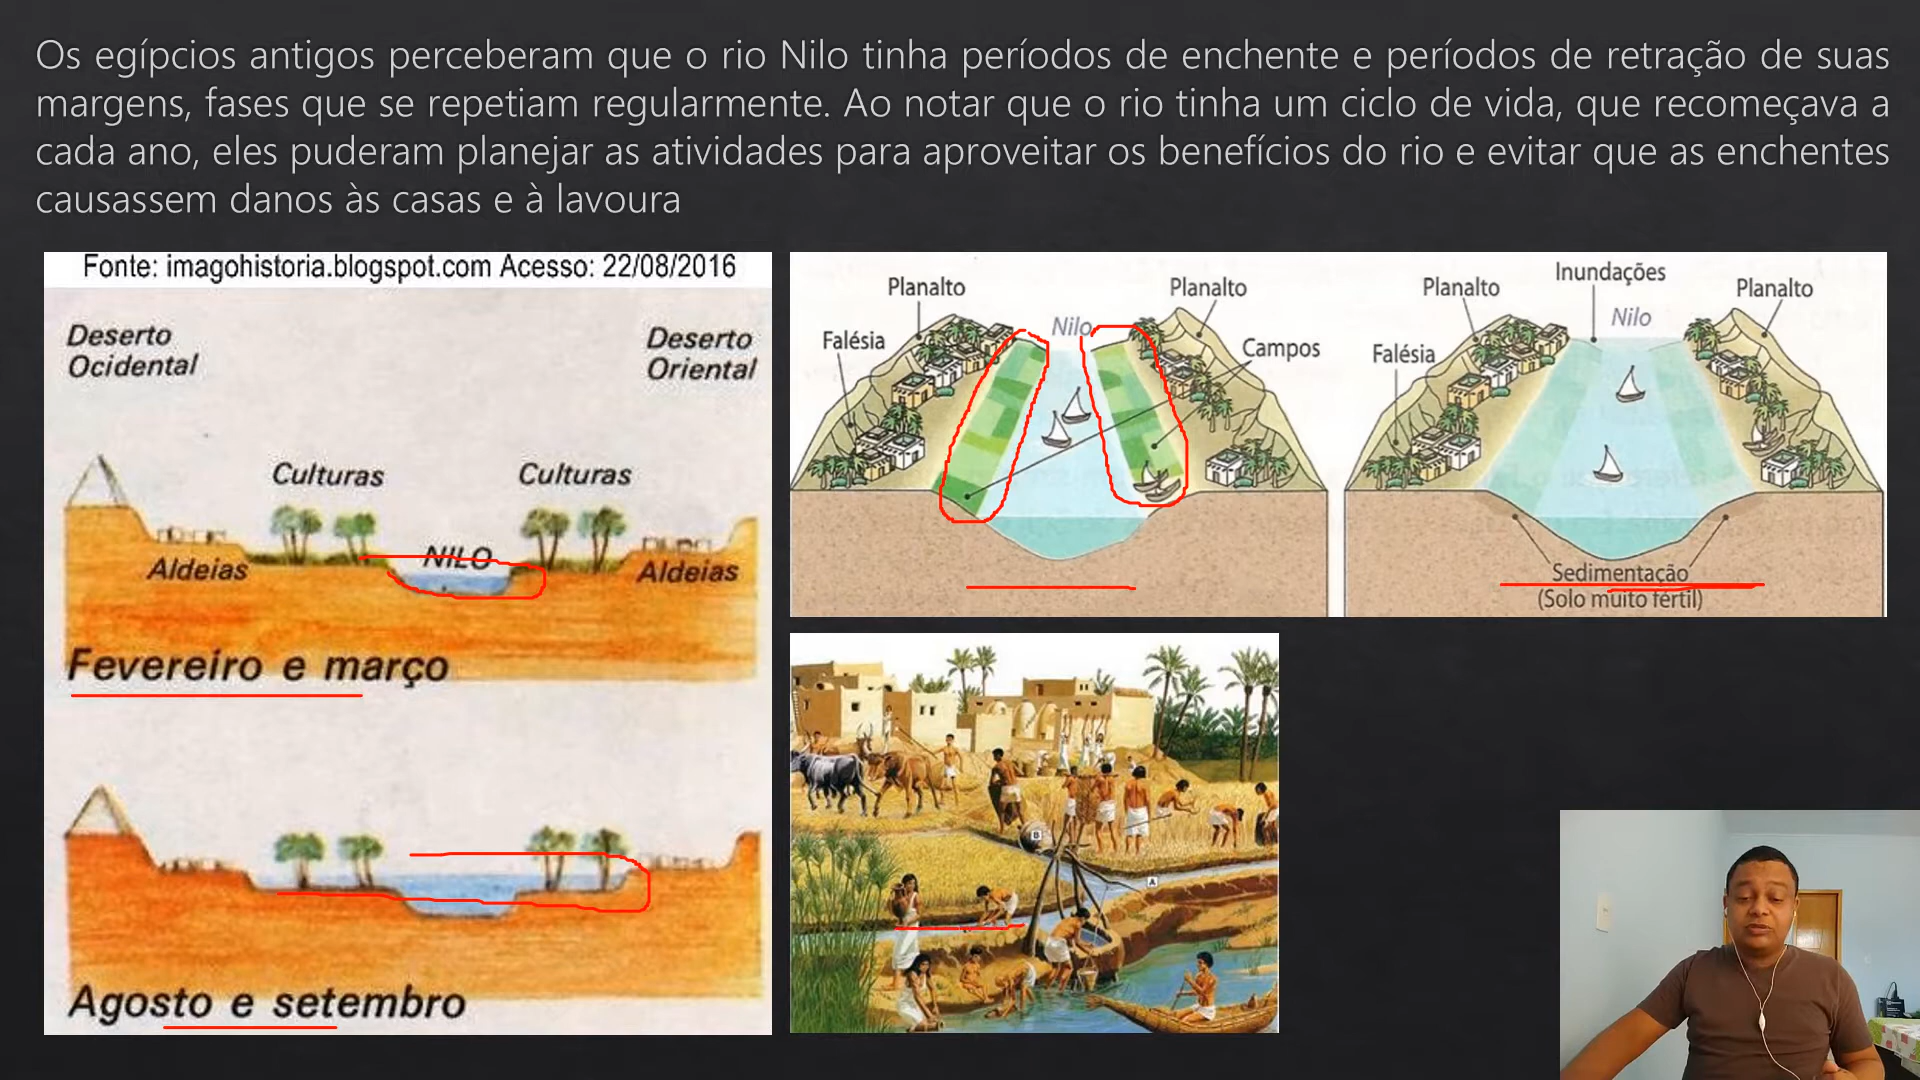 Os egípcios antigos perceberam que o rio Nilo tinha períodos de enchente e períodos de retração de suas
margens, fases que se repetiam regularmente. Ao notar que o rio tinha um ciclo de vida, que recomeçava a
cada ano, eles puderam planejar as atividades para aproveitar os benefícios do rio e evitar que as enchentes
causassem danos às casas e à lavoura
Fonte: imagohistoria.blogspot.com Acesso: 22/08/2016
Deserto
Ocidental
Deserto
Oriental
Culturas
Culturas
NILO
Aldeias
Aldeias
Fevereiro e março
Agosto e setembro
Planalto
Nilo
Planalto
Falésia
Campos
Inundações
Planalto
Nilo
Planalto
Falésia
Sedimentação
(Solo muito fértil)
B
A